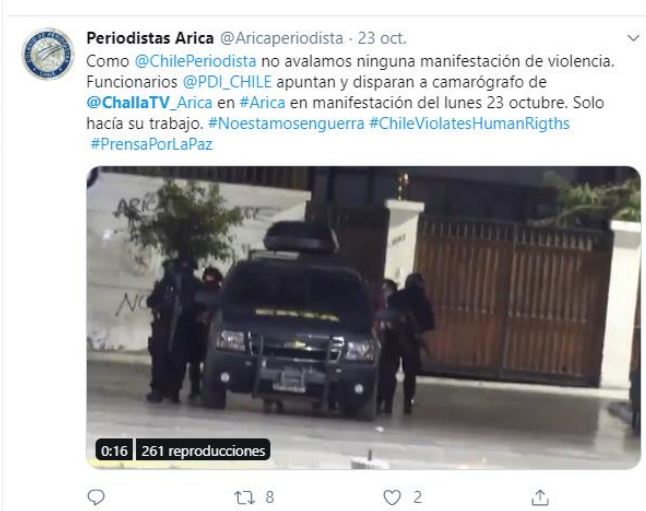 Periodistas Arica @Aricaperiodista · 23 oct.
Como @ChilePeriodista no avalamos ninguna manifestación de violencia.
Funcionarios @PDI_CHILE apuntan y disparan a camarógrafo de
@ChallaTV_Arica en #Arica en manifestación del lunes 23 octubre. Solo
hacía su trabajo. #Noestamosenguerra #ChileViolatesHumanRigths
#PrensaPorLaPaz
ARIC
NO
0:16 261 reproducciones
8 2